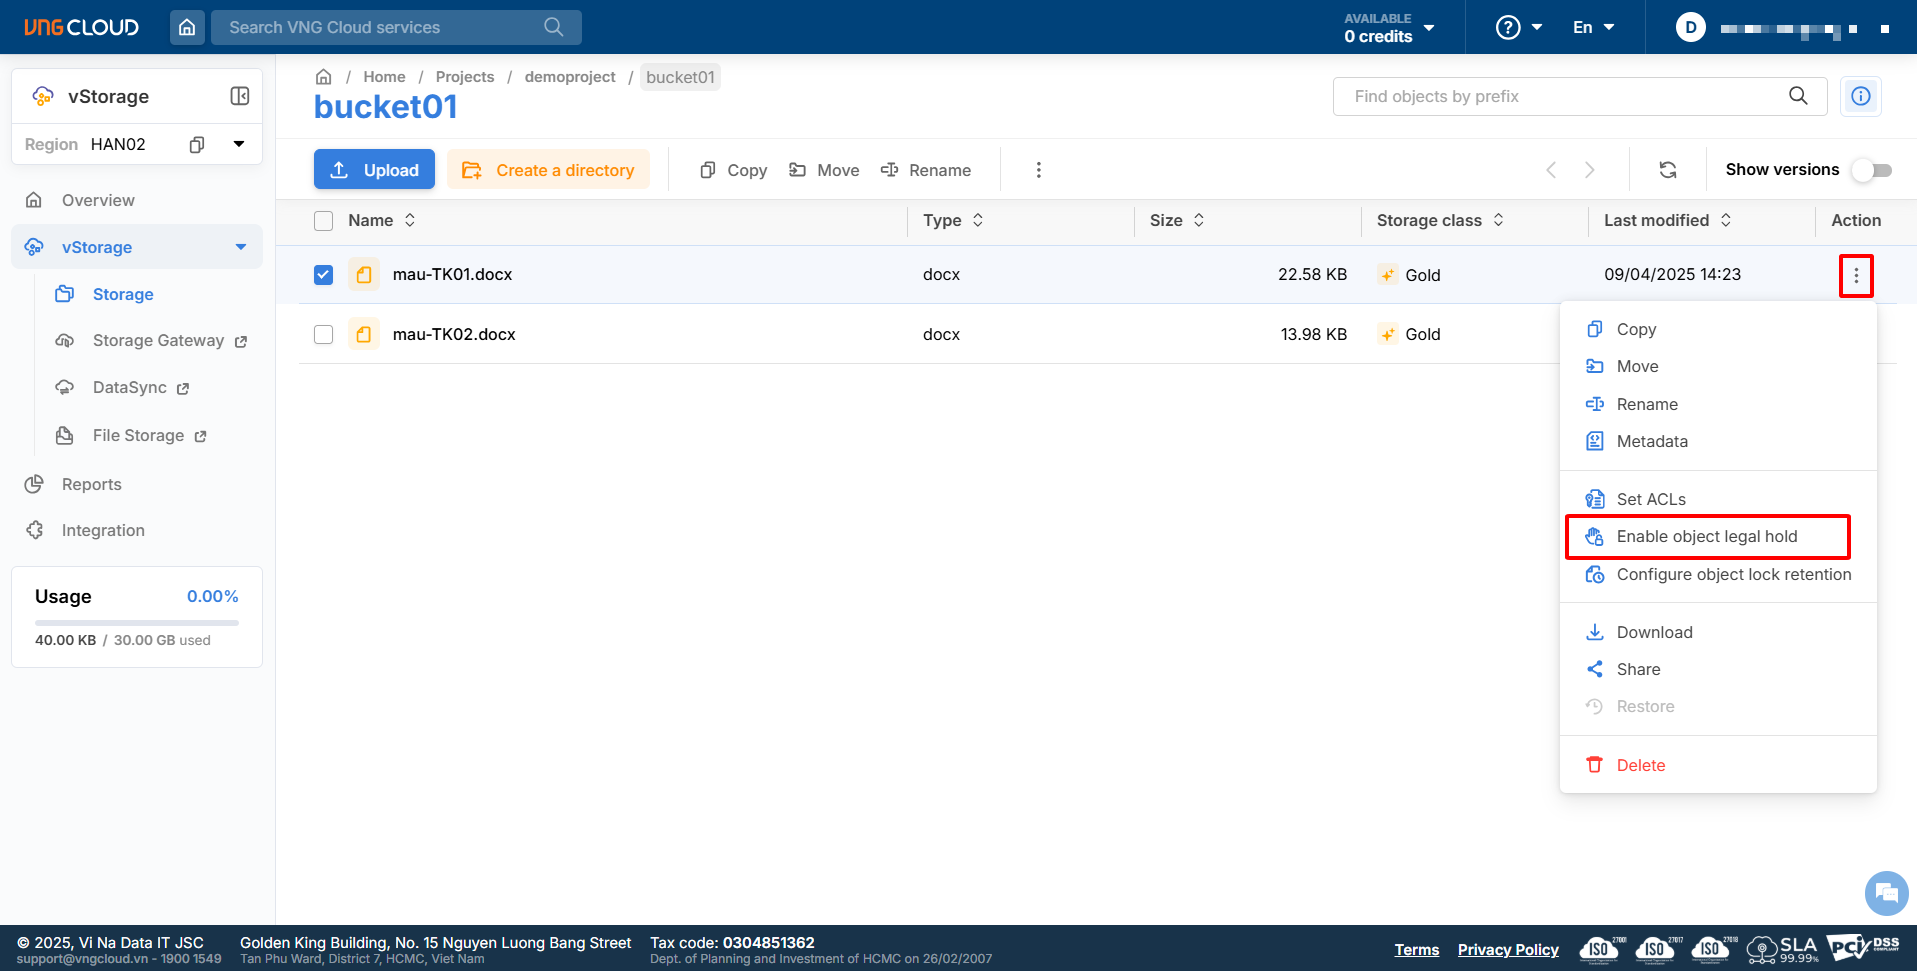 VNG CLOUD
Search VNG Cloud services
AVAILABLE
0 credits
?
En
D
vStorage
Region HAN02
Overview
vStorage
Storage
Storage Gateway
DataSync
File Storage
Reports
Integration
Usage 0.00%
40.00 KB / 30.00 GB used
/ Home / Projects / demoproject / bucket01
bucket01
Find objects by prefix
Upload
Create a directory
Copy
Move
Rename
Show versions
Name Type Size Storage class Last modified Action
mau-TK01.docx docx 22.58 KB Gold 09/04/2025 14:23
mau-TK02.docx docx 13.98 KB Gold
Copy
Move
Rename
Metadata
Set ACLs
Enable object legal hold
Configure object lock retention
Download
Share
Restore
Delete
© 2025, Vi Na Data IT JSC
support@vngcloud.vn - 1900 1549
Golden King Building, No. 15 Nguyen Luong Bang Street
Tan Phu Ward, District 7, HCMC, Viet Nam
Tax code: 0304851362
Dept. of Planning and Investment of HCMC on 26/02/2007
Terms
Privacy Policy
ISO 27001
ISO 27017
ISO 27018
SLA
99.99%
PCI DSS
COMPLIANT